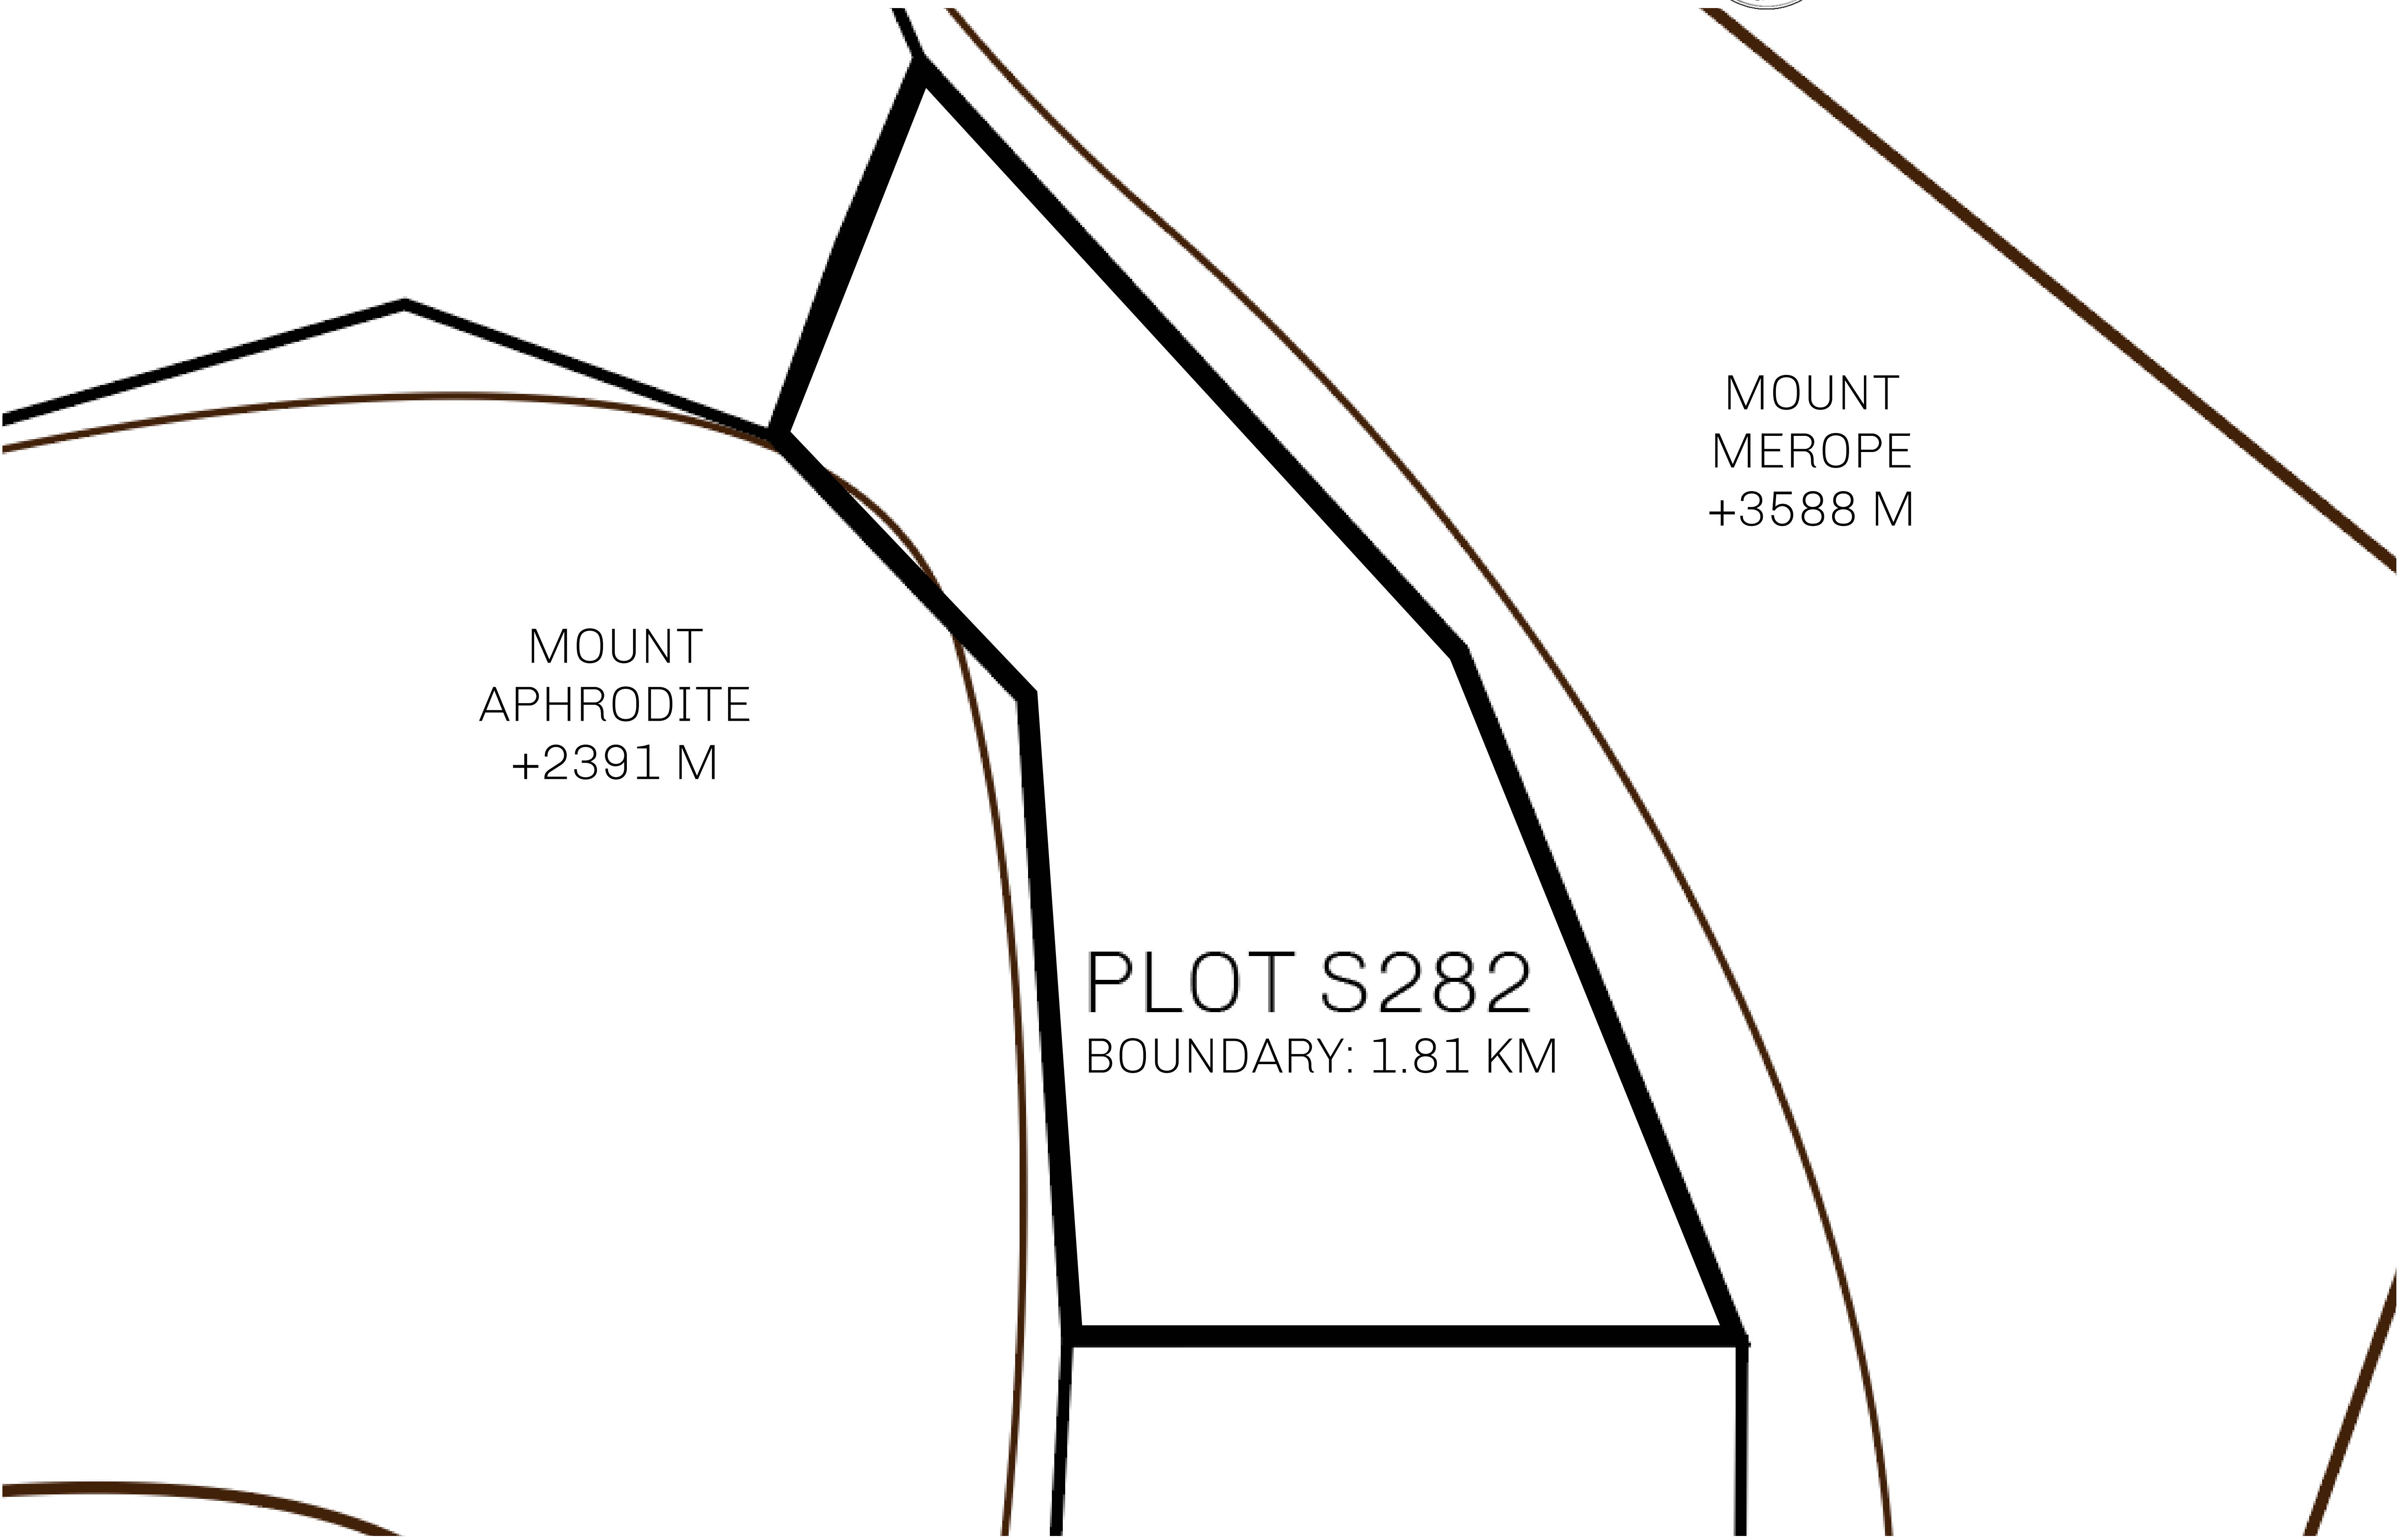 MOUNT
MEROPE
+3588 M
MOUNT
APHRODITE
+2391 M
PLOT S282
BOUNDARY: 1.81 KM